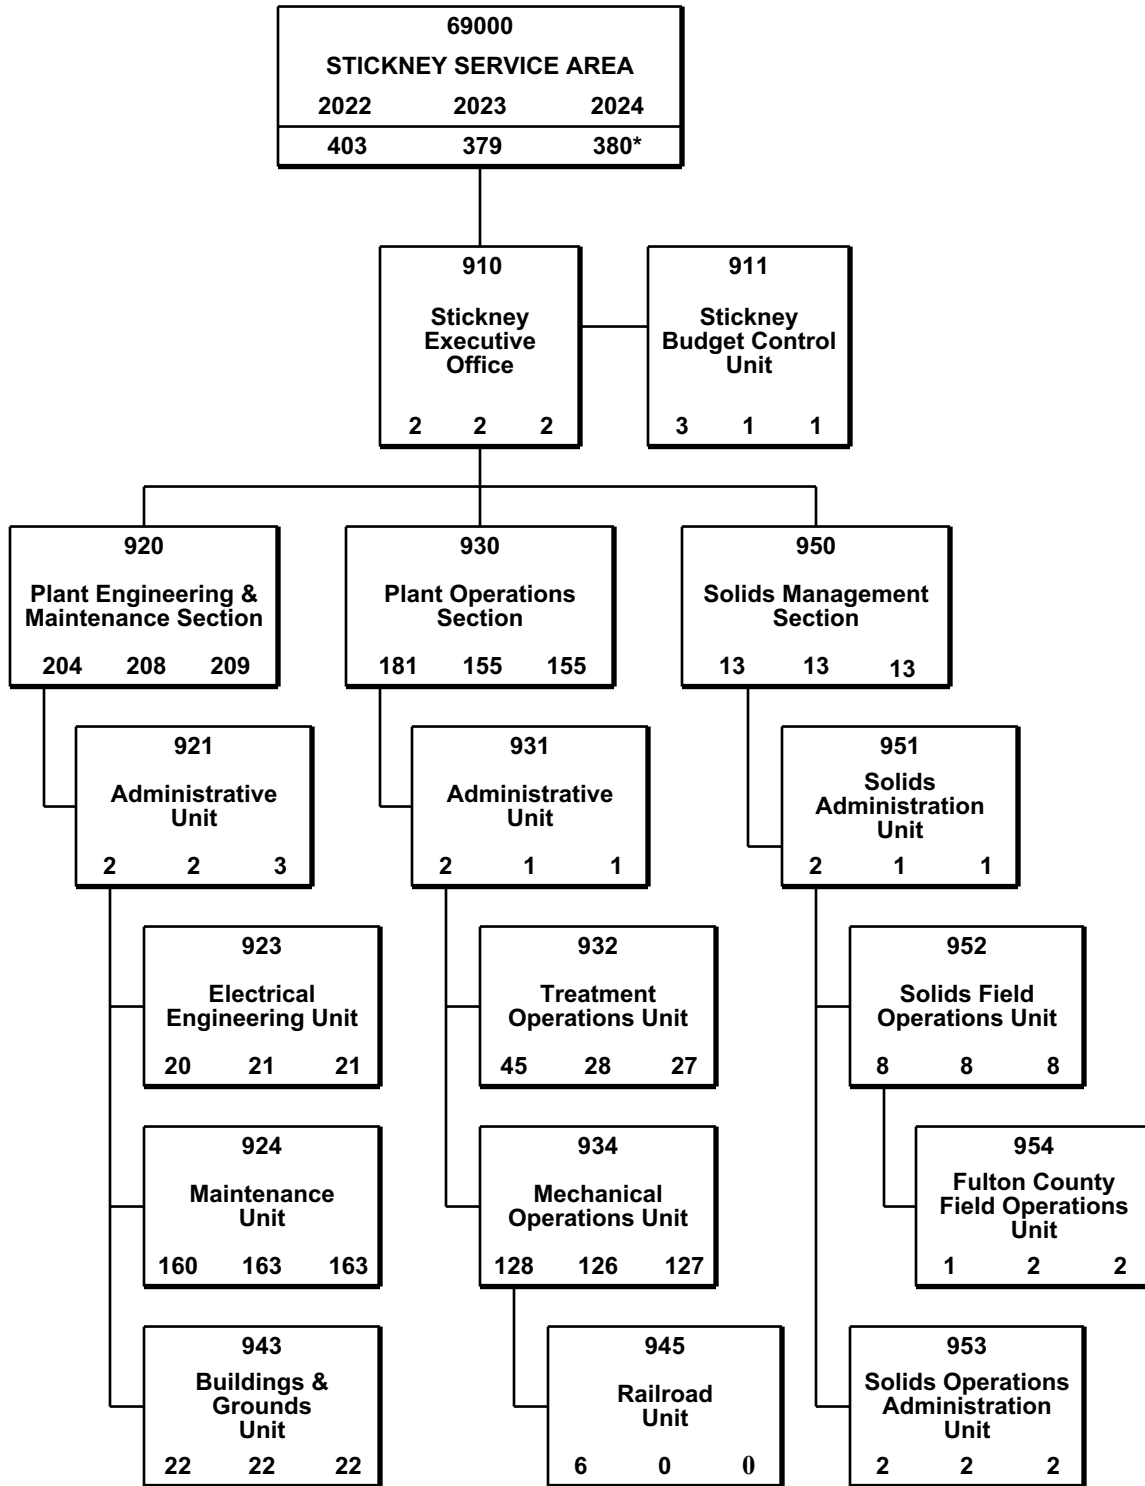 69000
STICKNEY SERVICE AREA
2022 2023 2024
403 379 380*
910
Stickney
Executive
Office
2 2 2
911
Stickney
Budget Control
Unit
3 1 1
920
Plant Engineering &
Maintenance Section
204 208 209
930
Plant Operations
Section
181 155 155
950
Solids Management
Section
13 13 13
921
Administrative
Unit
2 2 3
931
Administrative
Unit
2 1 1
951
Solids
Administration
Unit
2 1 1
923
Electrical
Engineering Unit
20 21 21
932
Treatment
Operations Unit
45 28 27
952
Solids Field
Operations Unit
8 8 8
924
Maintenance
Unit
160 163 163
934
Mechanical
Operations Unit
128 126 127
954
Fulton County
Field Operations
Unit
1 2 2
943
Buildings &
Grounds
Unit
22 22 22
945
Railroad
Unit
6 0 0
953
Solids Operations
Administration
Unit
2 2 2